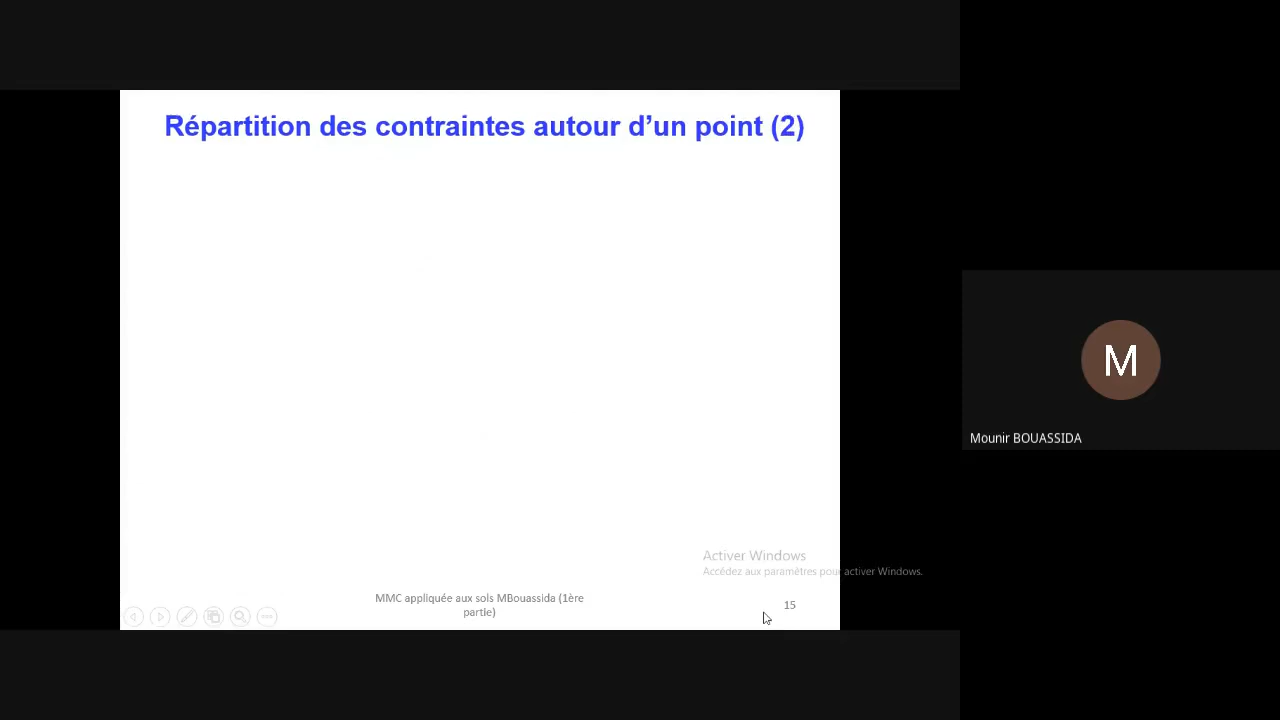 Répartition des contraintes autour d’un point (2)
M
Mounir BOUASSIDA
Activer Windows
Accédez aux paramètres pour activer Windows.
MMC appliquée aux sols MBouassida (1ère
partie)
15